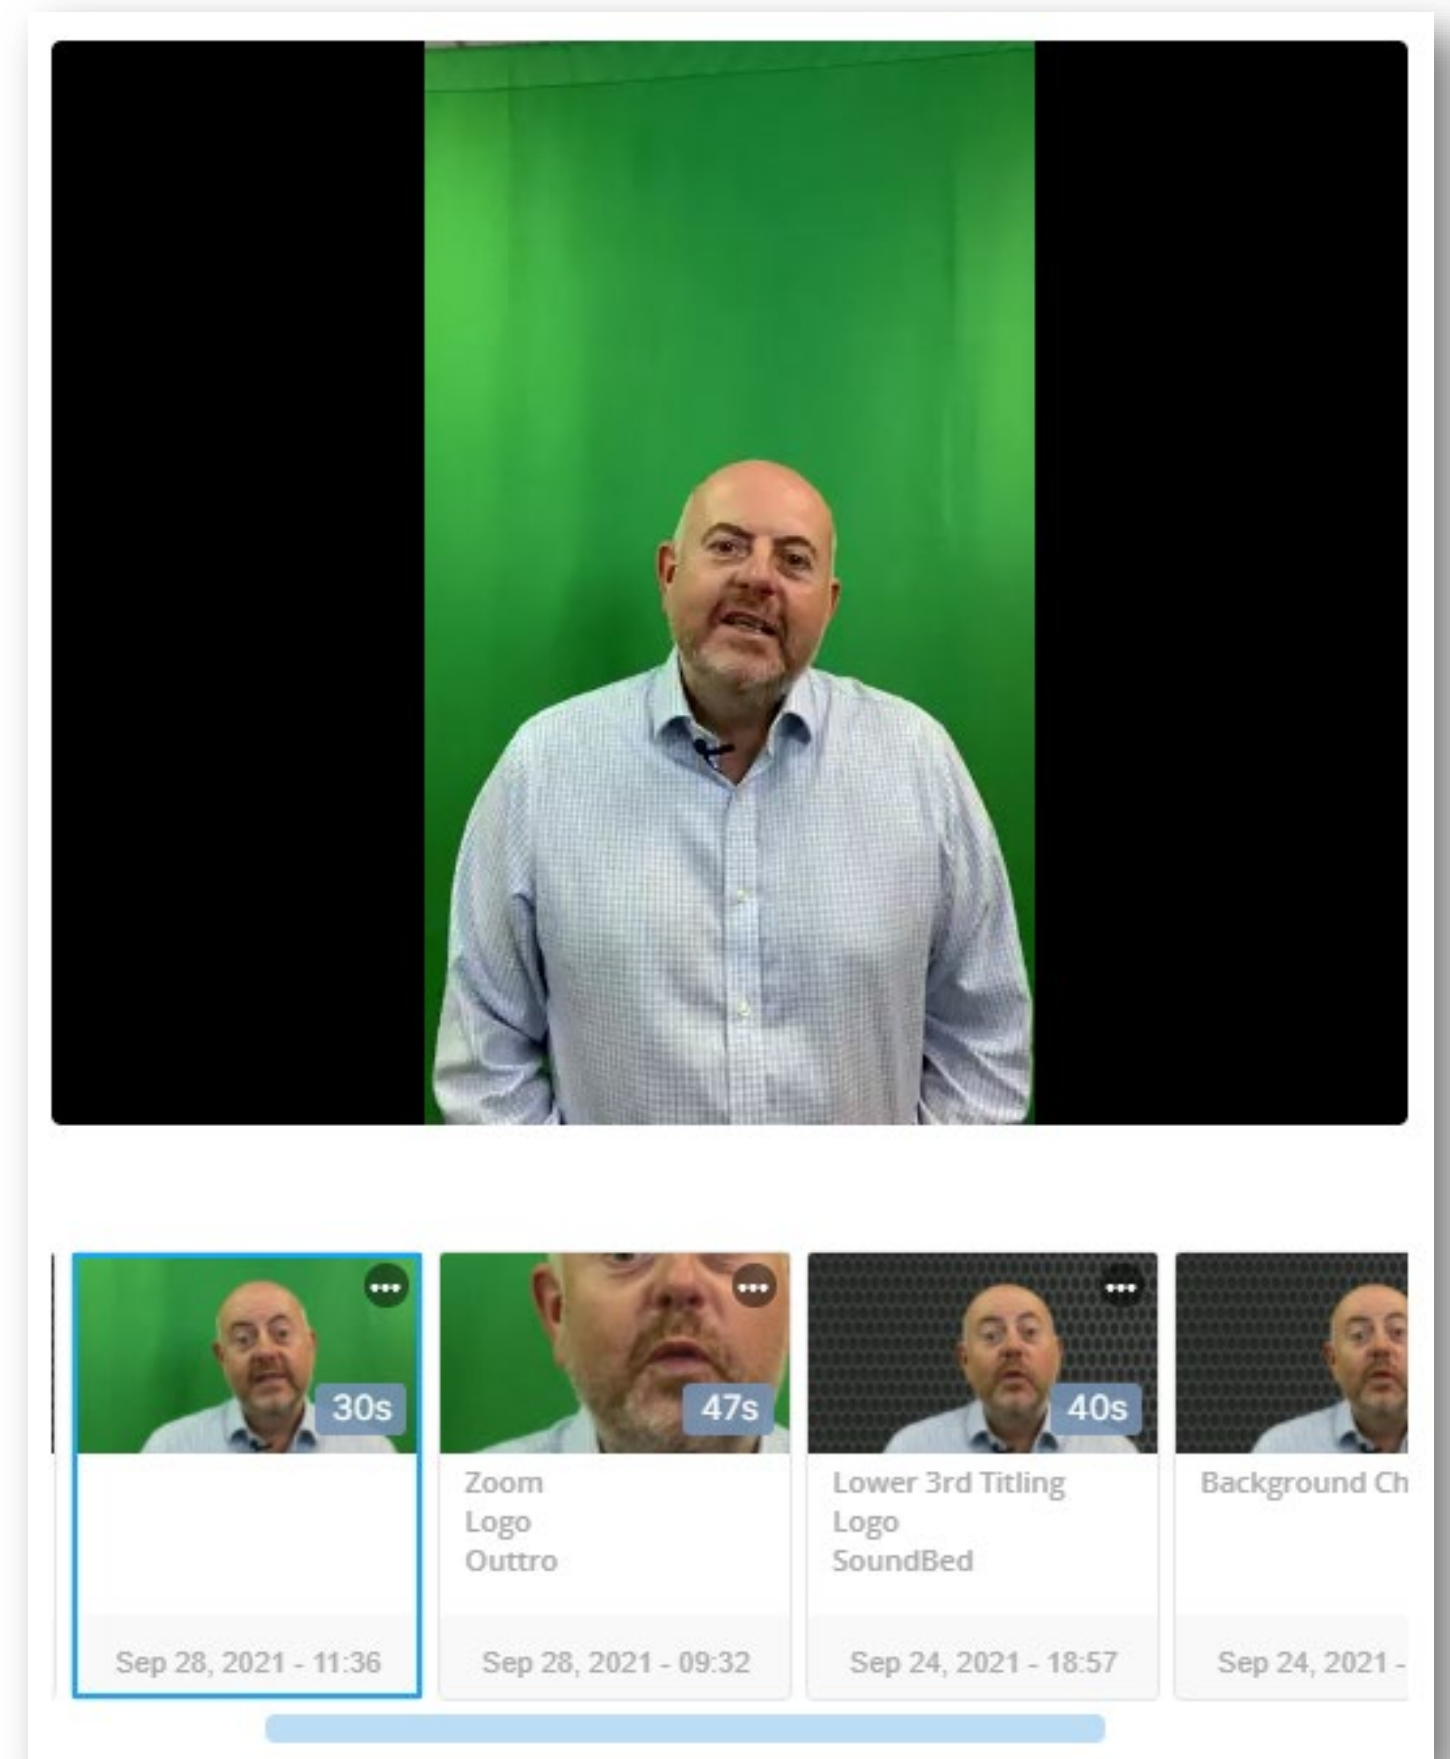 30s
47s
40s
Zoom
Logo
Outtro
Lower 3rd Titling
Logo
SoundBed
Background Ch
Sep 28, 2021 - 11:36
Sep 28, 2021 - 09:32
Sep 24, 2021 - 18:57
Sep 24, 2021 -